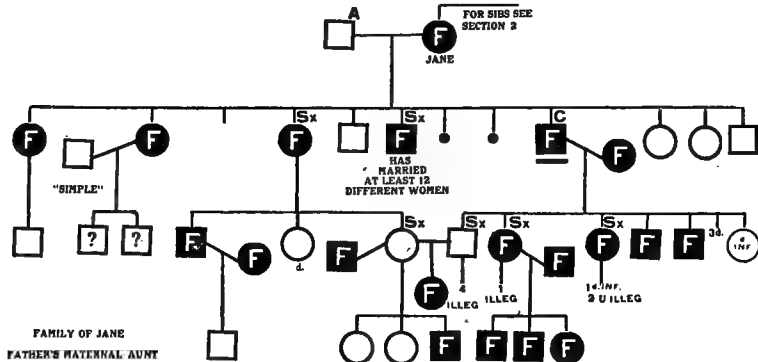 A
FOR SIBS SEE
SECTION 2
F
JANE
Sx
Sx
C
F
F
F
F
F
F
HAS
MARRIED
AT LEAST 12
DIFFERENT WOMEN
"SIMPLE"
Sx
Sx
Sx
Sx
F
?
?
F
F
F
F
F
F
F
3d.
d.
INF
F
F
d.
4
ILLEG
1
ILLEG
1d. INF.
2 U ILLEG
F
F
F
F
FAMILY OF JANE
FATHER'S MATERNAL AUNT